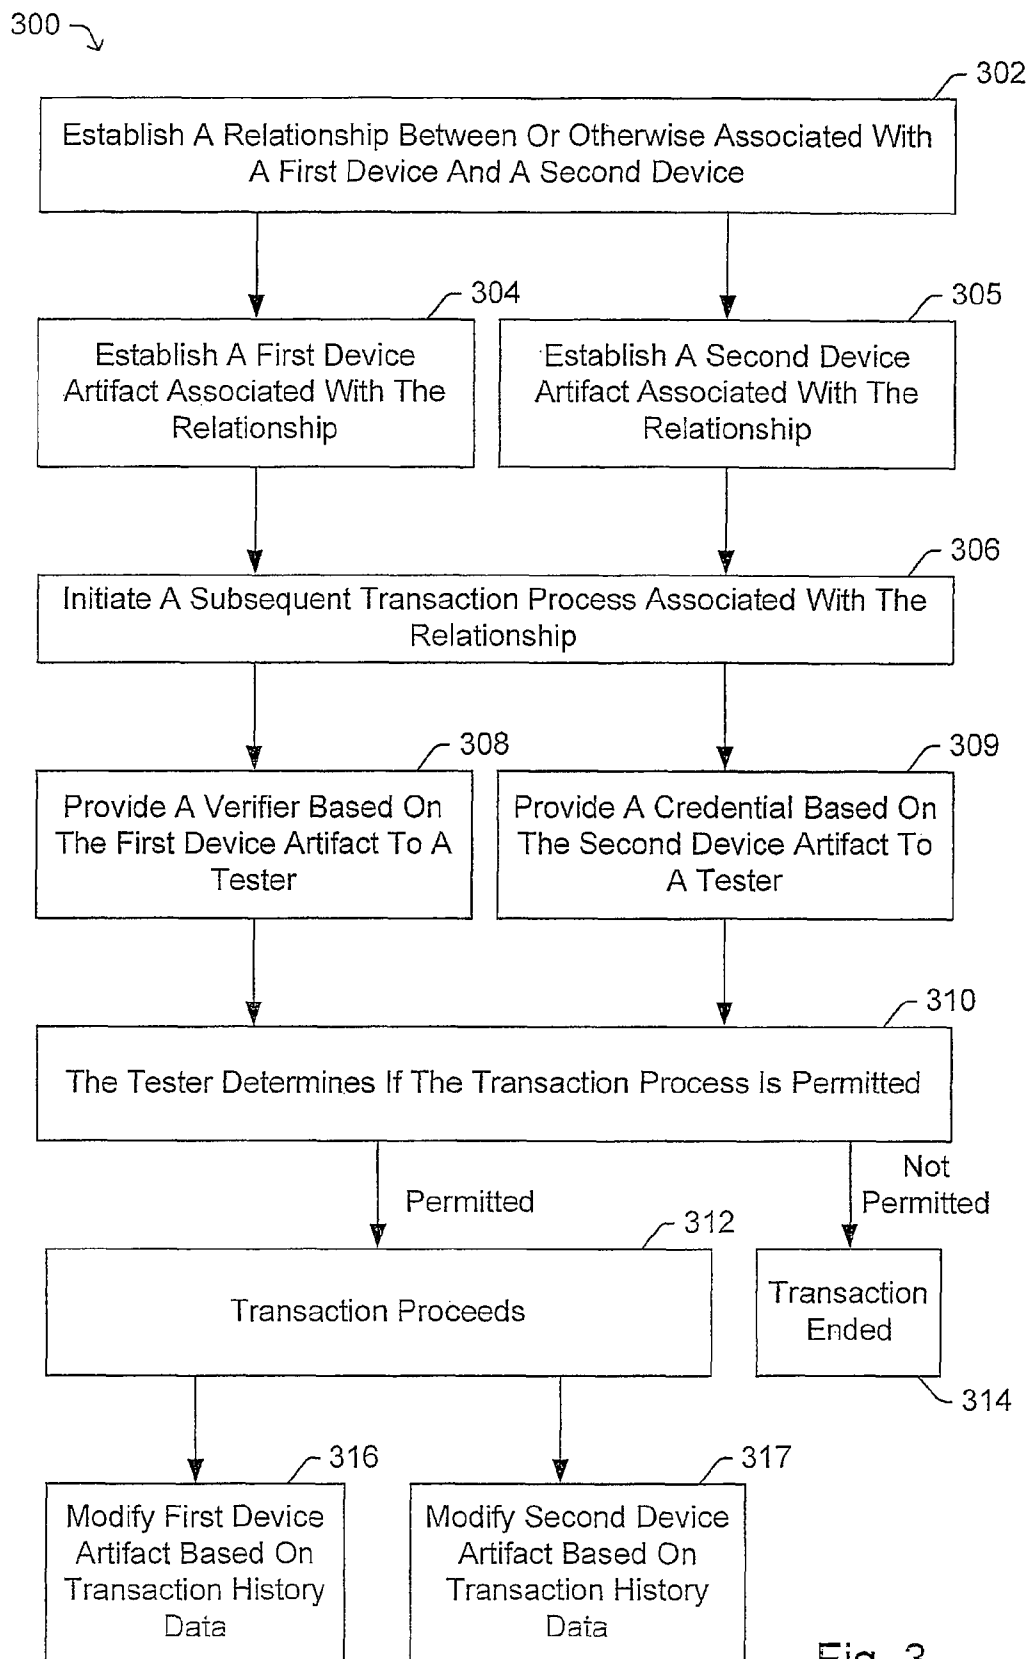 300
302
Establish A Relationship Between Or Otherwise Associated With
A First Device And A Second Device
304
305
Establish A First Device
Artifact Associated With The
Relationship
Establish A Second Device
Artifact Associated With The
Relationship
306
Initiate A Subsequent Transaction Process Associated With The
Relationship
308
309
Provide A Verifier Based On
The First Device Artifact To A
Tester
Provide A Credential Based On
The Second Device Artifact To
A Tester
310
The Tester Determines If The Transaction Process Is Permitted
Permitted
Not
Permitted
312
Transaction Proceeds
Transaction
Ended
314
316
317
Modify First Device
Artifact Based On
Transaction History
Data
Modify Second Device
Artifact Based On
Transaction History
Data
Fig. 3